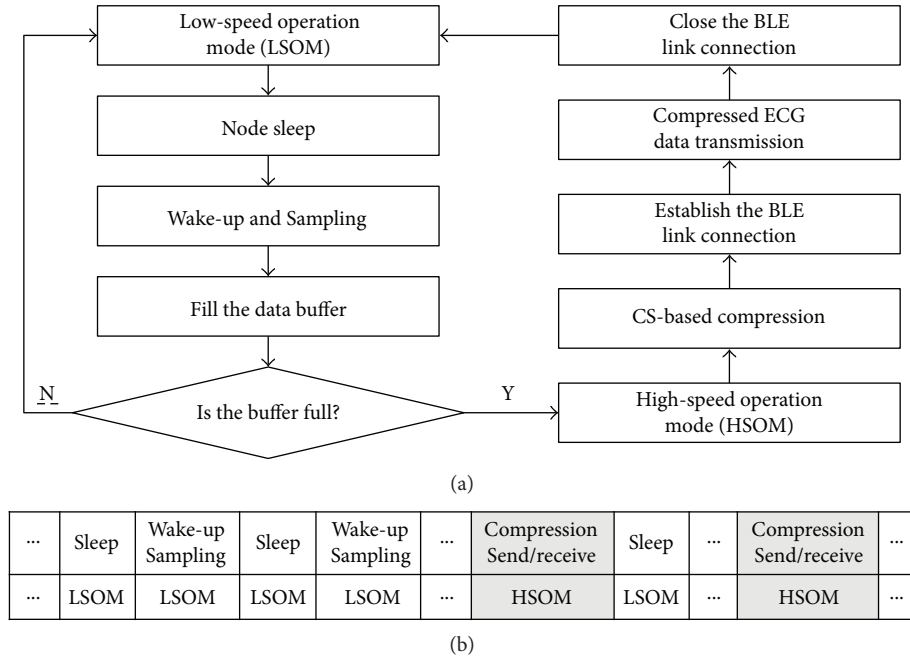 Low-speed operation
mode (LSOM)
Node sleep
Wake-up and Sampling
Fill the data buffer
Is the buffer full?
N
Y
High-speed operation
mode (HSOM)
CS-based compression
Establish the BLE
link connection
Compressed ECG
data transmission
Close the BLE
link connection
(a)
... Sleep Wake-up Sampling Sleep Wake-up Sampling ... Compression Send/receive Sleep ... Compression Send/receive ...
... LSOM LSOM LSOM LSOM ... HSOM LSOM ... HSOM ...
(b)